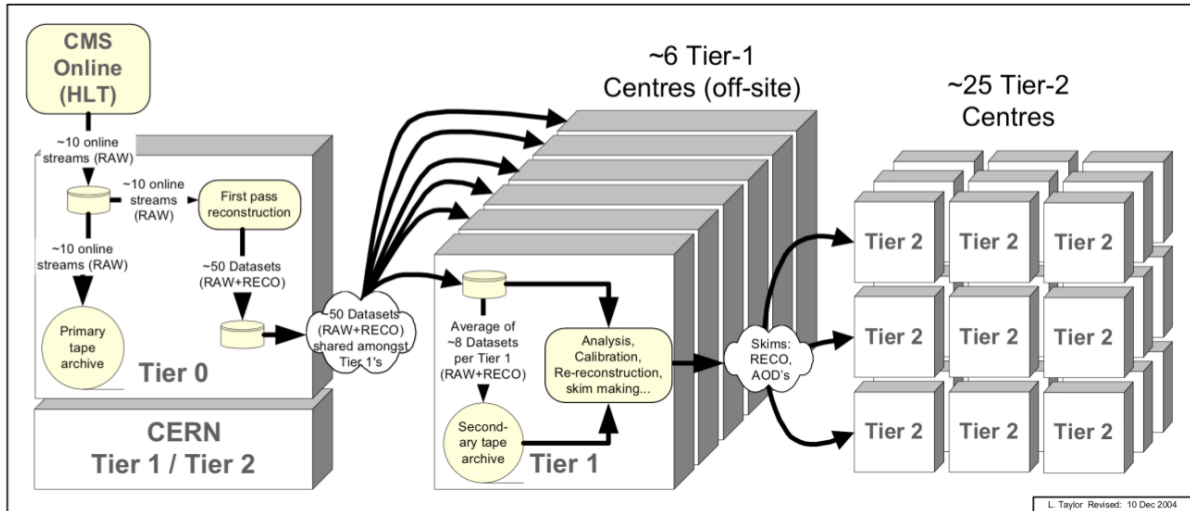 CMS
Online
(HLT)
~10 online
streams (RAW)
~10 online
streams
(RAW)
First pass
reconstruction
~10 online
streams (RAW)
~50 Datasets
(RAW+RECO)
Primary
tape
archive
Tier 0
CERN
Tier 1 / Tier 2
~50 Datasets
(RAW+RECO)
shared amongst
Tier 1's
~6 Tier-1
Centres (off-site)
Average of
~8 Datasets
per Tier 1
(RAW+RECO)
Analysis,
Calibration,
Re-reconstruction,
skim making...
Second-
ary tape
archive
Tier 1
Skims:
RECO,
AOD's
~25 Tier-2
Centres
Tier 2
Tier 2
Tier 2
Tier 2
Tier 2
Tier 2
Tier 2
Tier 2
Tier 2
L. Taylor Revised: 10 Dec 2004